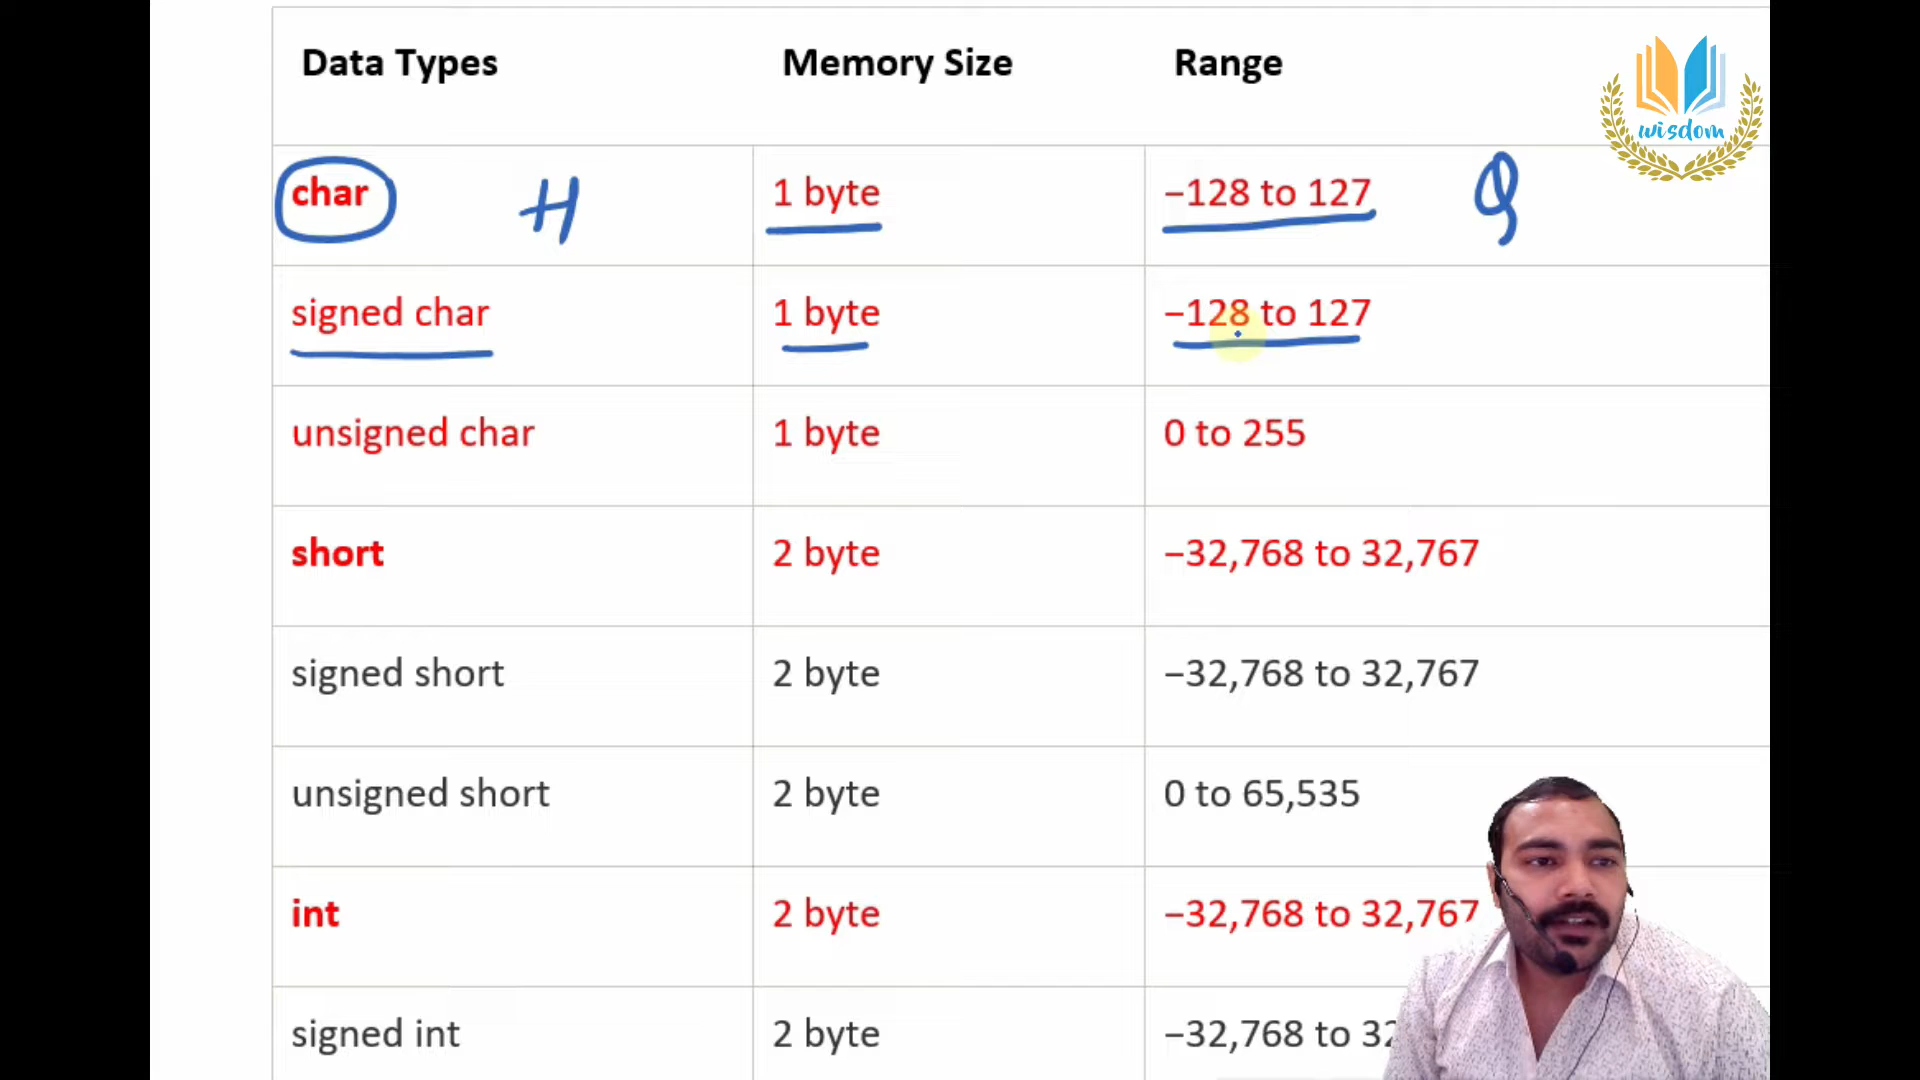 Data Types Memory Size Range
wisdom
char H 1 byte −128 to 127
signed char 1 byte −128 to 127
unsigned char 1 byte 0 to 255
short 2 byte −32,768 to 32,767
signed short 2 byte −32,768 to 32,767
unsigned short 2 byte 0 to 65,535
int 2 byte −32,768 to 32,767
signed int 2 byte −32,768 to